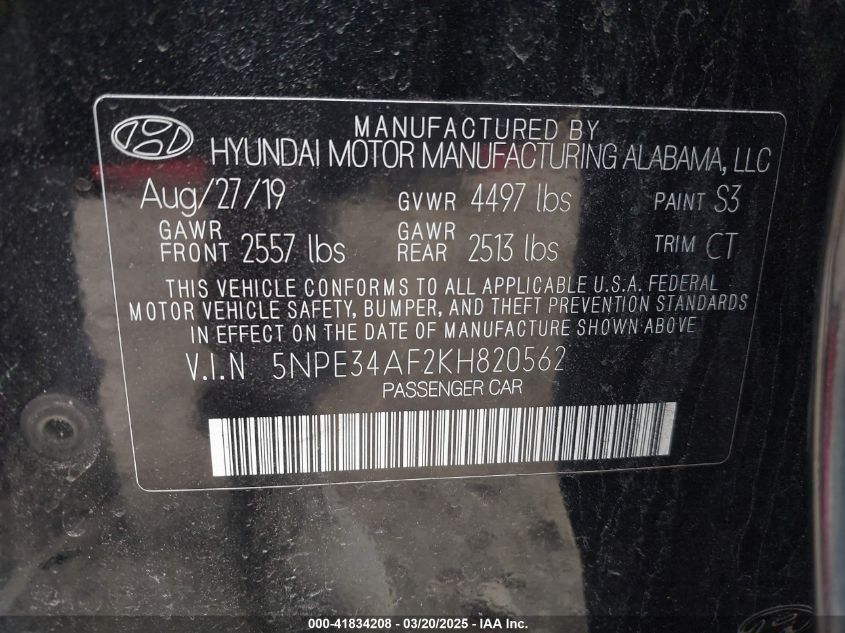 MANUFACTURED BY
HYUNDAI MOTOR MANUFACTURING ALABAMA, LLC
Aug/27/19 GVWR 4497 lbs PAINT S3
GAWR FRONT 2557 lbs GAWR REAR 2513 lbs TRIM CT
THIS VEHICLE CONFORMS TO ALL APPLICABLE U.S.A. FEDERAL
MOTOR VEHICLE SAFETY, BUMPER, AND THEFT PREVENTION STANDARDS
IN EFFECT ON THE DATE OF MANUFACTURE SHOWN ABOVE
V.I.N 5NPE34AF2KH820562
PASSENGER CAR
000-41834208 - 03/20/2025 - IAA Inc.